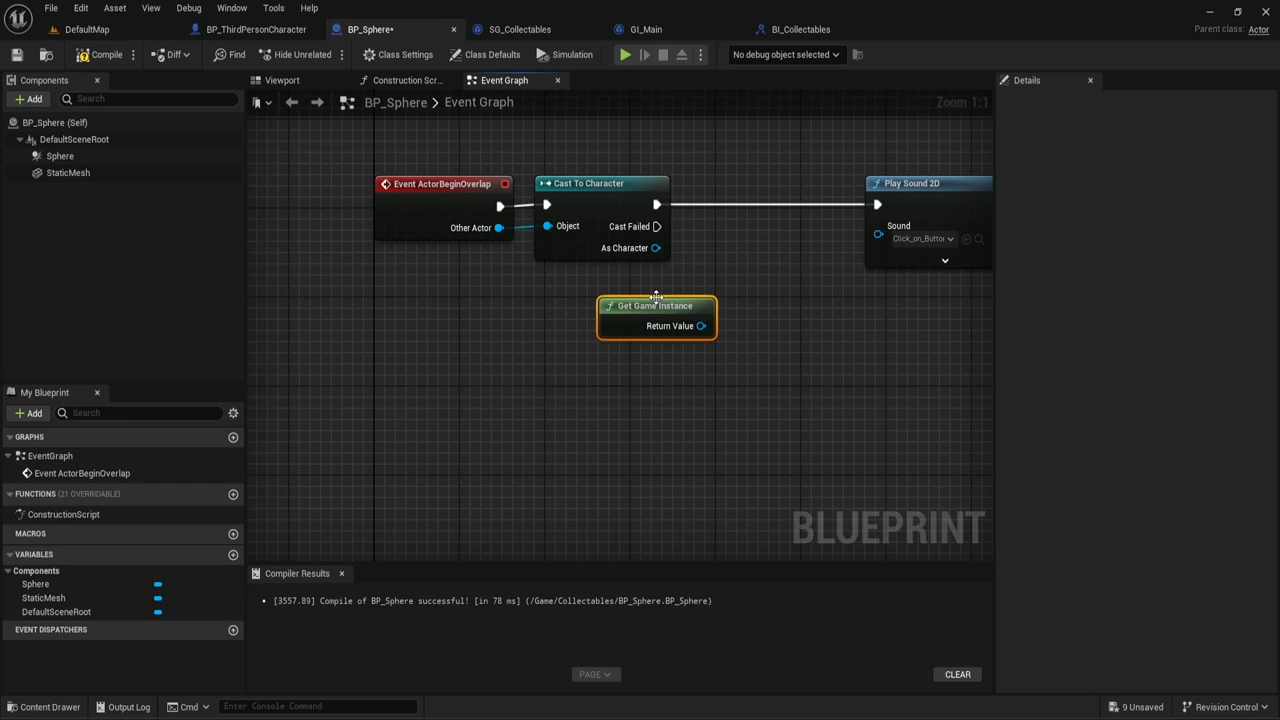 File Edit Asset View Debug Window Tools Help
DefaultMap BP_ThirdPersonCharacter BP_Sphere* SG_Collectables GI_Main BI_Collectables Parent class: Actor
Compile Diff Find Hide Unrelated Class Settings Class Defaults Simulation No debug object selected
Components Viewport Construction Scr... Event Graph Details
Add Search BP_Sphere Event Graph Zoom 1:1
BP_Sphere (Self)
DefaultSceneRoot
Sphere
StaticMesh
Event ActorBeginOverlap
Other Actor
Cast To Character
Object
Cast Failed
As Character
Play Sound 2D
Sound
Get Game Instance
Return Value
BLUEPRINT
My Blueprint
Add Search
GRAPHS
EventGraph
Event ActorBeginOverlap
FUNCTIONS (21 OVERRIDABLE)
ConstructionScript
MACROS
VARIABLES
Components
Sphere
StaticMesh
DefaultSceneRoot
EVENT DISPATCHERS
Compiler Results
[3557.89] Compile of BP_Sphere successful! [in 78 ms] (/Game/Collectables/BP_Sphere.BP_Sphere)
PAGE CLEAR
Content Drawer Output Log Cmd Enter Console Command 9 Unsaved Revision Control